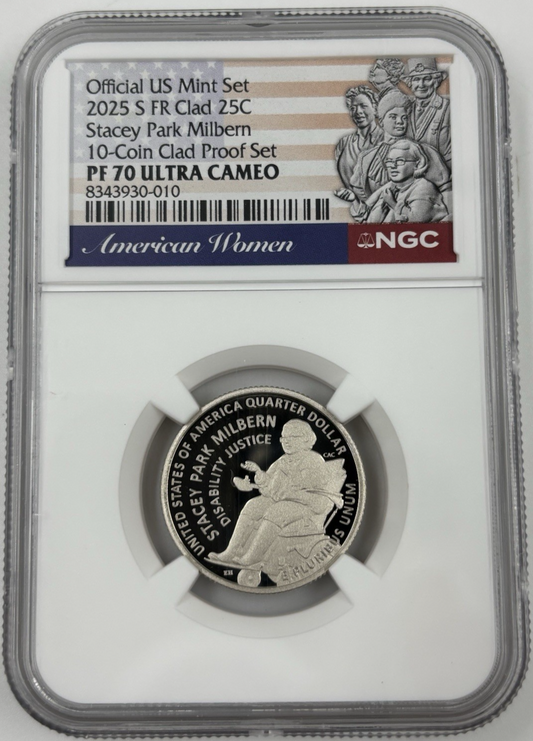 Official US Mint Set
2025 S FR Clad 25C
Stacey Park Milbern
10-Coin Clad Proof Set
PF 70 ULTRA CAMEO
8343930-010
American Women
NGC
UNITED STATES OF AMERICA QUARTER DOLLAR
STACEY PARK MILBERN
DISABILITY JUSTICE
CAC
E PLURIBUS UNUM